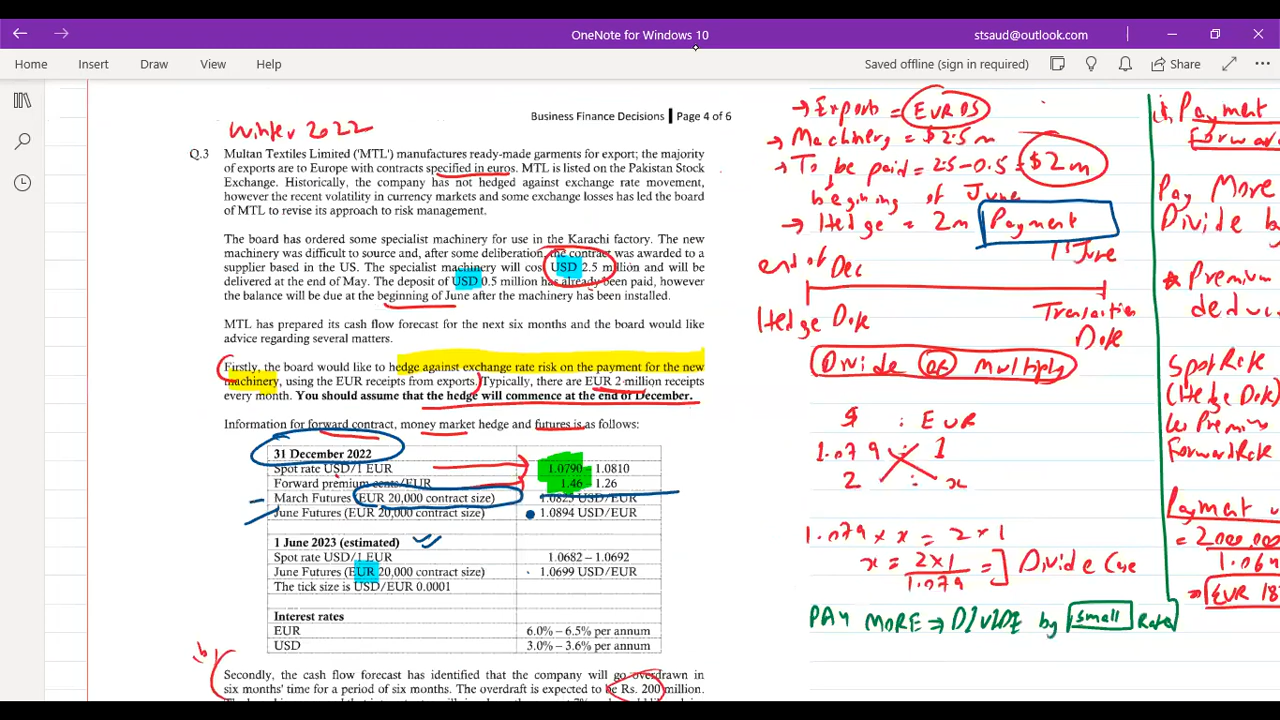 OneNote for Windows 10
stsaud@outlook.com
Home Insert Draw View Help
Saved offline (sign in required)
Share
Business Finance Decisions | Page 4 of 6
Winter 2022
Q.3 Multan Textiles Limited ('MTL') manufactures ready-made garments for export; the majority
of exports are to Europe with contracts specified in euros. MTL is listed on the Pakistan Stock
Exchange. Historically, the company has not hedged against exchange rate movement,
however the recent volatility in currency markets and some exchange losses has led the board
of MTL to revise its approach to risk management.
The board has ordered some specialist machinery for use in the Karachi factory. The new
machinery was difficult to source and, after some deliberation, the contract was awarded to a
supplier based in the US. The specialist machinery will cost USD 2.5 million and will be
delivered at the end of May. The deposit of USD 0.5 million has already been paid, however
the balance will be due at the beginning of June after the machinery has been installed.
MTL has prepared its cash flow forecast for the next six months and the board would like
advice regarding several matters.
Firstly, the board would like to hedge against exchange rate risk on the payment for the new
machinery, using the EUR receipts from exports. Typically, there are EUR 2 million receipts
every month. You should assume that the hedge will commence at the end of December.
Information for forward contract, money market hedge and futures is as follows:
31 December 2022
Spot rate USD/1 EUR 1.0790 – 1.0810
Forward premium cents/EUR 1.46 – 1.26
March Futures (EUR 20,000 contract size) 1.0825 USD/EUR
June Futures (EUR 20,000 contract size) 1.0894 USD/EUR
1 June 2023 (estimated)
Spot rate USD/1 EUR 1.0682 – 1.0692
June Futures (EUR 20,000 contract size) 1.0699 USD/EUR
The tick size is USD/EUR 0.0001
Interest rates
EUR 6.0% – 6.5% per annum
USD 3.0% – 3.6% per annum
Secondly, the cash flow forecast has identified that the company will go overdrawn in
six months' time for a period of six months. The overdraft is expected to be Rs. 200 million.
→ Exports = EUROS
→ Machinery = $ 2.5 m
→ To be paid = 2.5 - 0.5 = $ 2m
beginning of June
→ Hedge = 2m Payment
1st June
end of Dec
Hedge Date
Transaction
Date
Divide or Multiply
$ : EUR
1.079 : 1
2 : x
1.079 × x = 2 × 1
x = 2×1
1.079
Divide Case
PAY MORE ⇒ DIVIDE by Small Rate
Payment
Forward
Pay More
Divide by
* Premium
deduc
Spot Rate
(Hedge Date)
Premiu
Forward Rate
Payment
= 2000,000
1.064
⇒ EUR 18